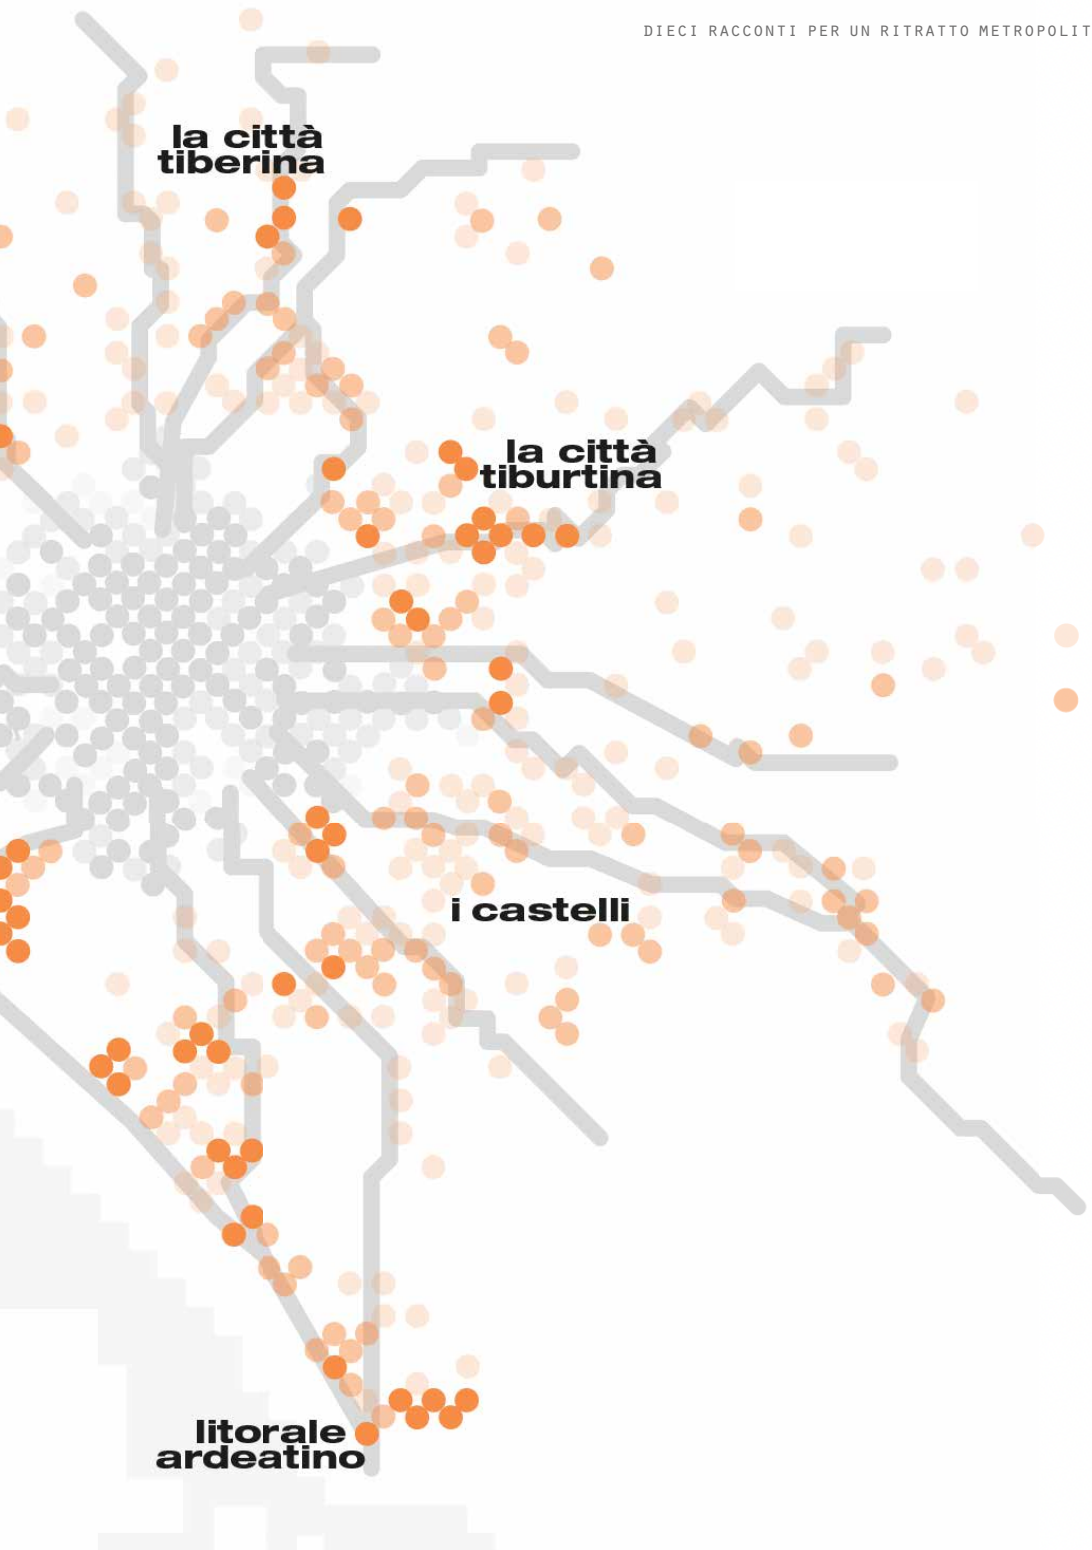 DIECI RACCONTI PER UN RITRATTO METROPOLIT
la città
tiberina
la città
tiburtina
i castelli
litorale
ardeatino